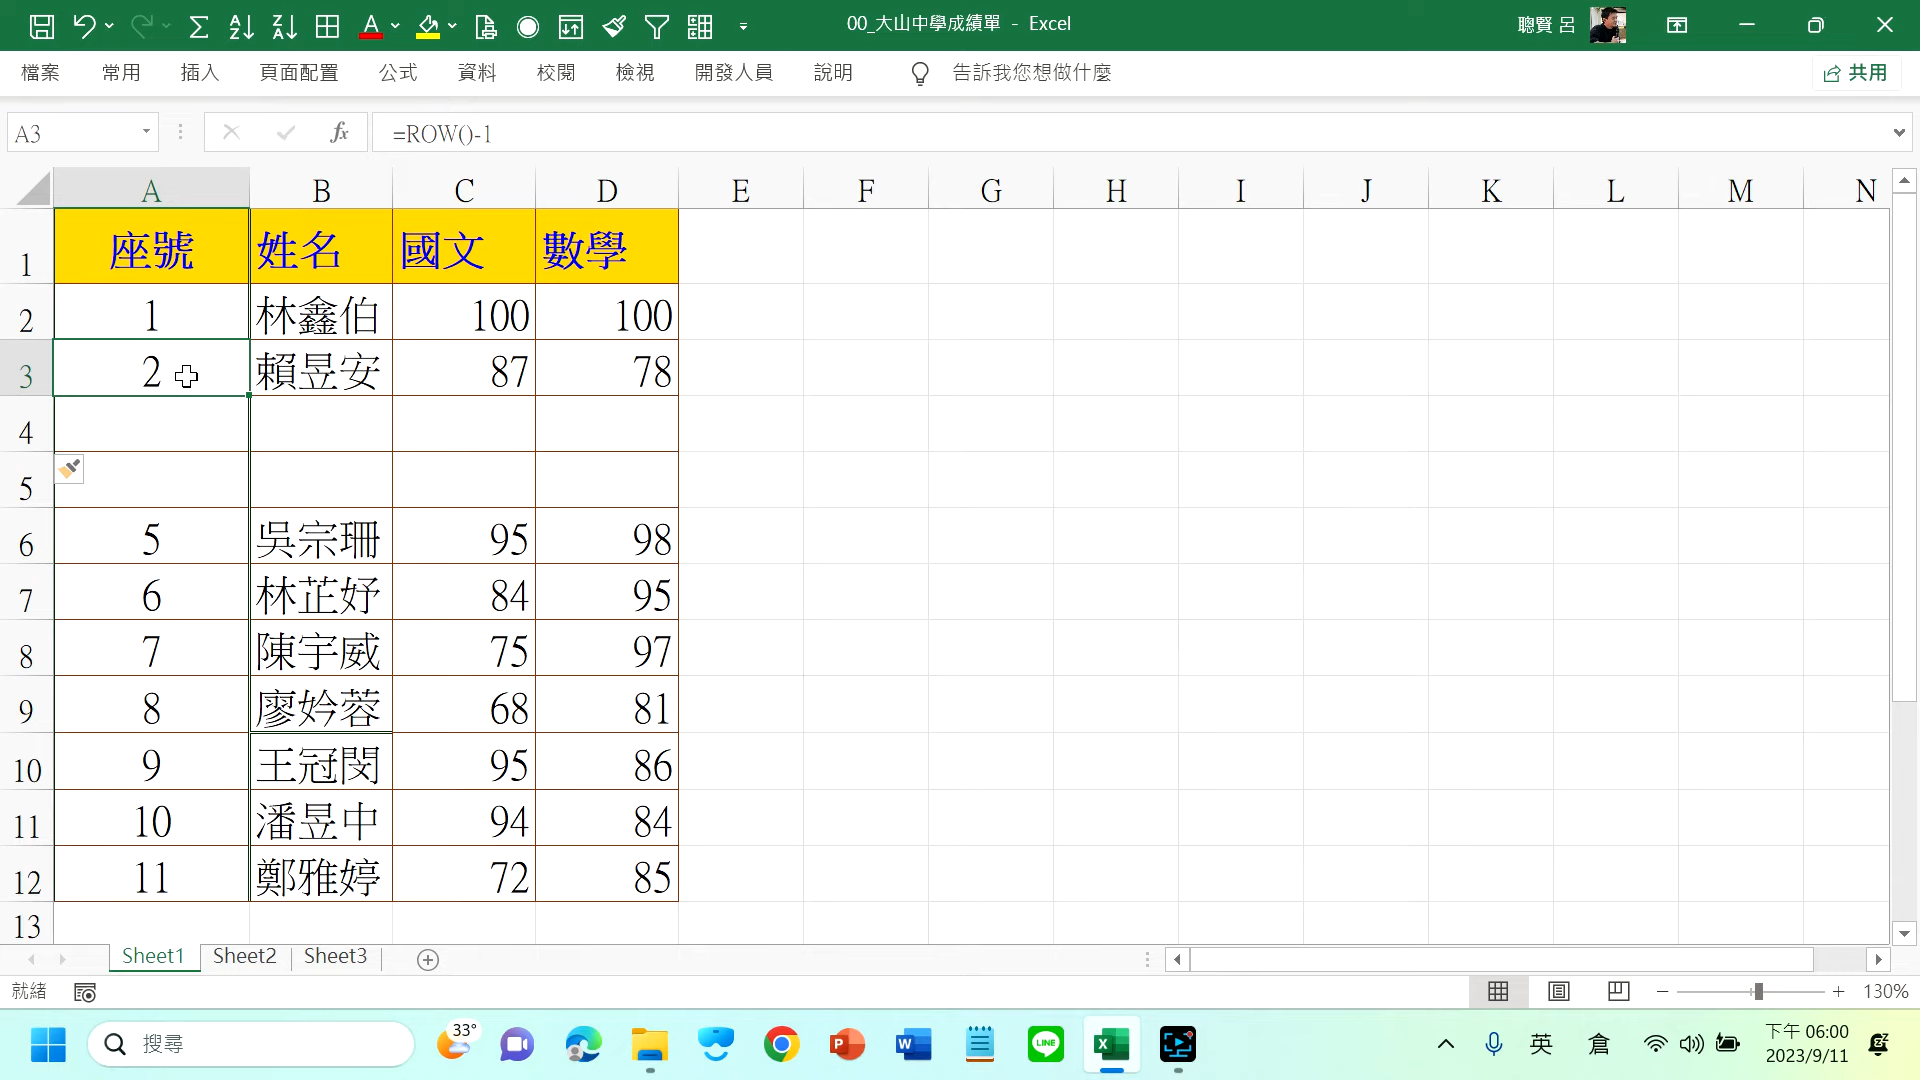 00_大山中學成績單 - Excel
聰賢 呂
檔案 常用 插入 頁面配置 公式 資料 校閱 檢視 開發人員 說明 告訴我您想做什麼 共用
A3 fx =ROW()-1
A B C D E F G H I J K L M N
1 座號 姓名 國文 數學
2 1 林鑫伯 100 100
3 2 賴昱安 87 78
4
5
6 5 吳宗珊 95 98
7 6 林芷妤 84 95
8 7 陳宇威 75 97
9 8 廖妗蓉 68 81
10 9 王冠閔 95 86
11 10 潘昱中 94 84
12 11 鄭雅婷 72 85
13
Sheet1 Sheet2 Sheet3
就緒 130%
搜尋 33° 英 倉 下午 06:00
2023/9/11